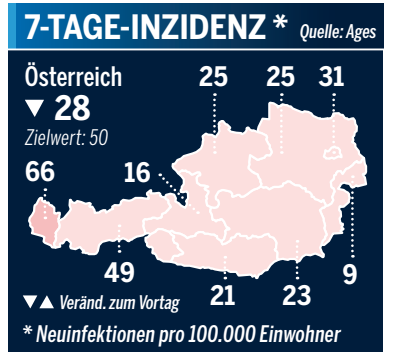 7-TAGE-INZIDENZ * Quelle: Ages
Österreich
▼ 28
Zielwert: 50
25 25 31
66
16
49
21
23
9
▼▲ Veränd. zum Vortag
* Neuinfektionen pro 100.000 Einwohner